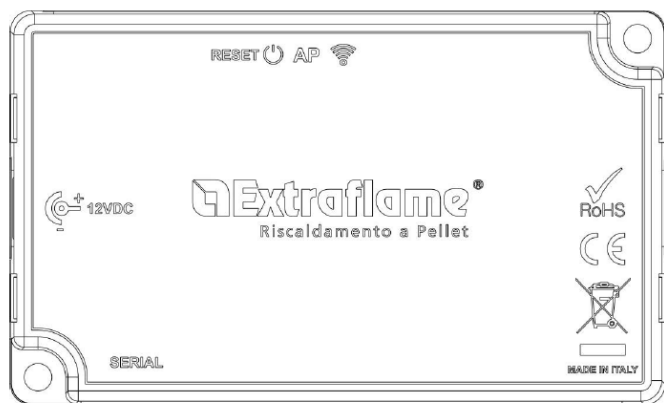 RESET AP
12VDC
Extraflame®
Riscaldamento a Pellet
RoHS
CE
SERIAL
MADE IN ITALY